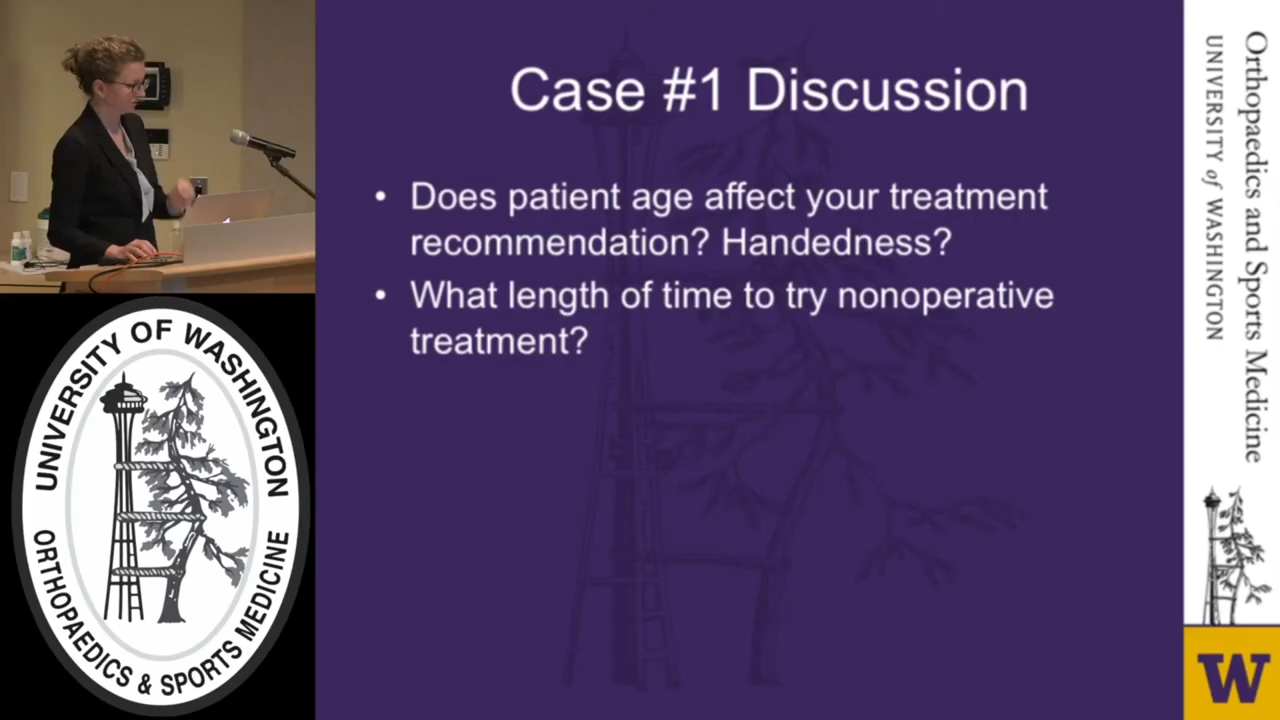 Case #1 Discussion
• Does patient age affect your treatment
recommendation? Handedness?
• What length of time to try nonoperative
treatment?
UNIVERSITY OF WASHINGTON
ORTHOPAEDICS & SPORTS MEDICINE
Orthopaedics and Sports Medicine
UNIVERSITY of WASHINGTON
W